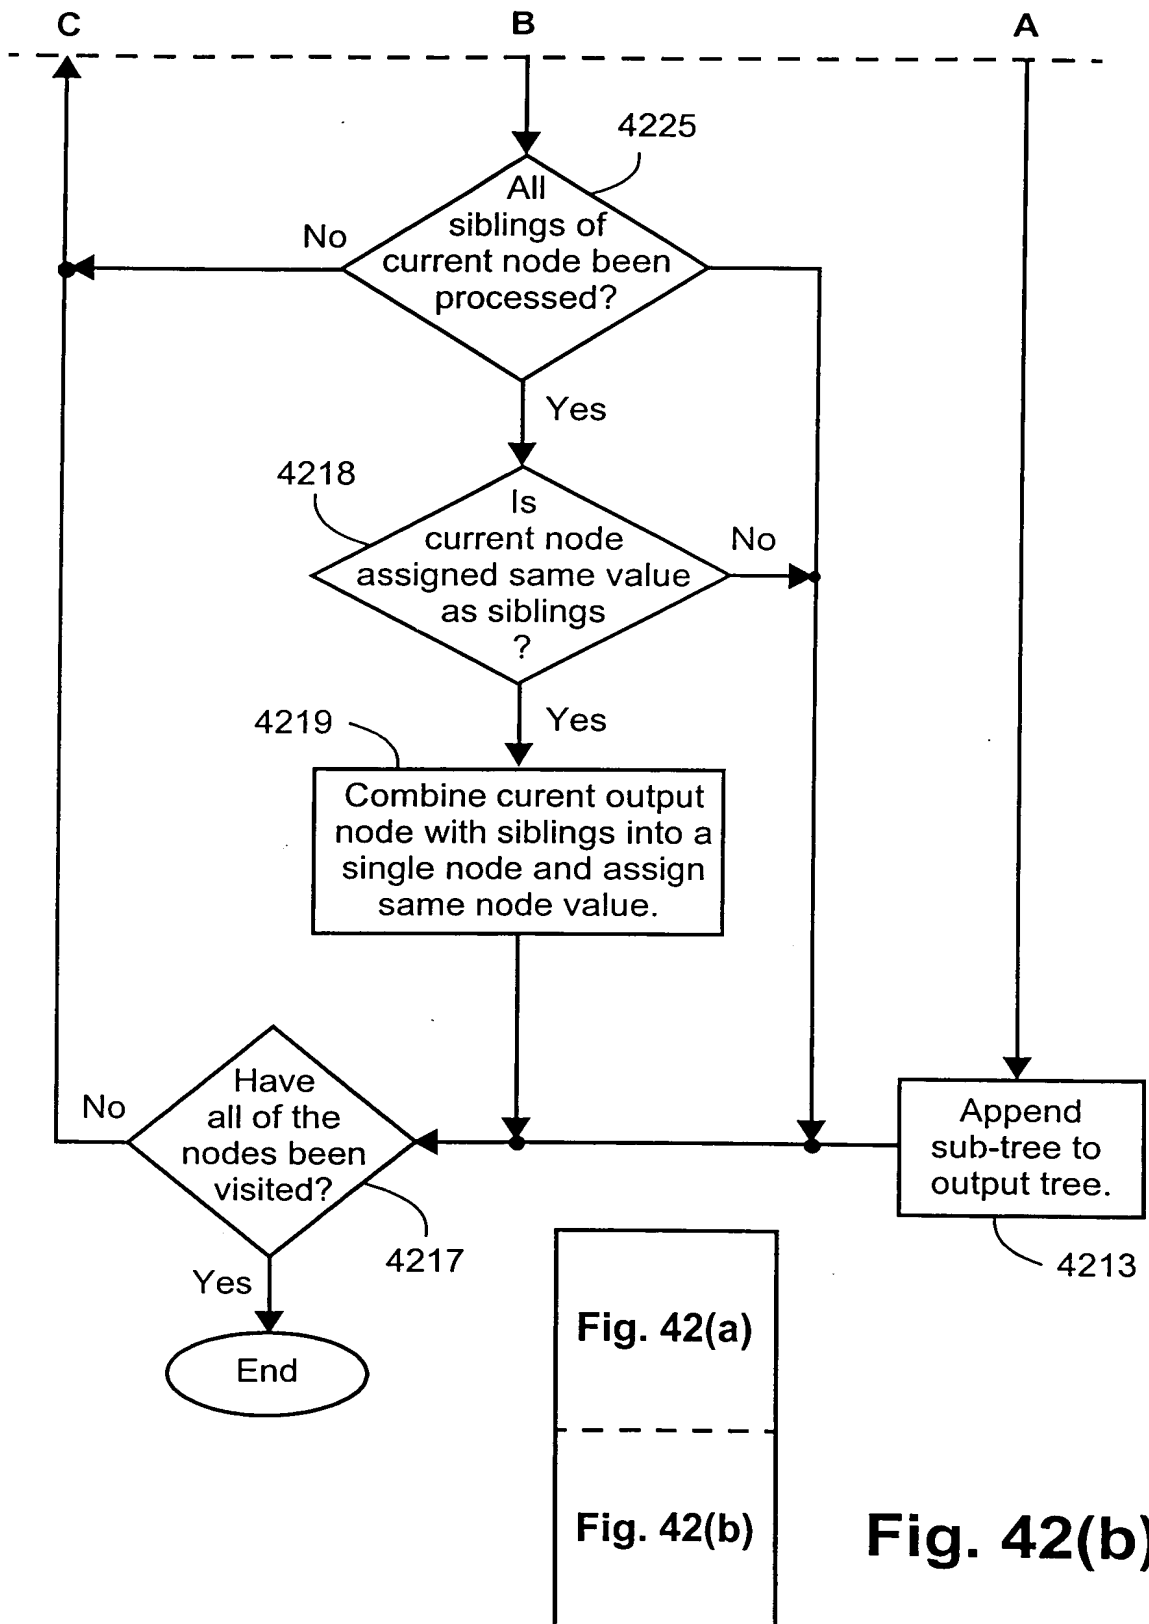 C
B
A
4225
All
siblings of
current node been
processed?
No
Yes
4218
Is
current node
assigned same value
as siblings
?
No
Yes
4219
Combine curent output
node with siblings into a
single node and assign
same node value.
Have
all of the
nodes been
visited?
No
Yes
4217
Append
sub-tree to
output tree.
4213
End
Fig. 42(a)
Fig. 42(b)
Fig. 42(b)